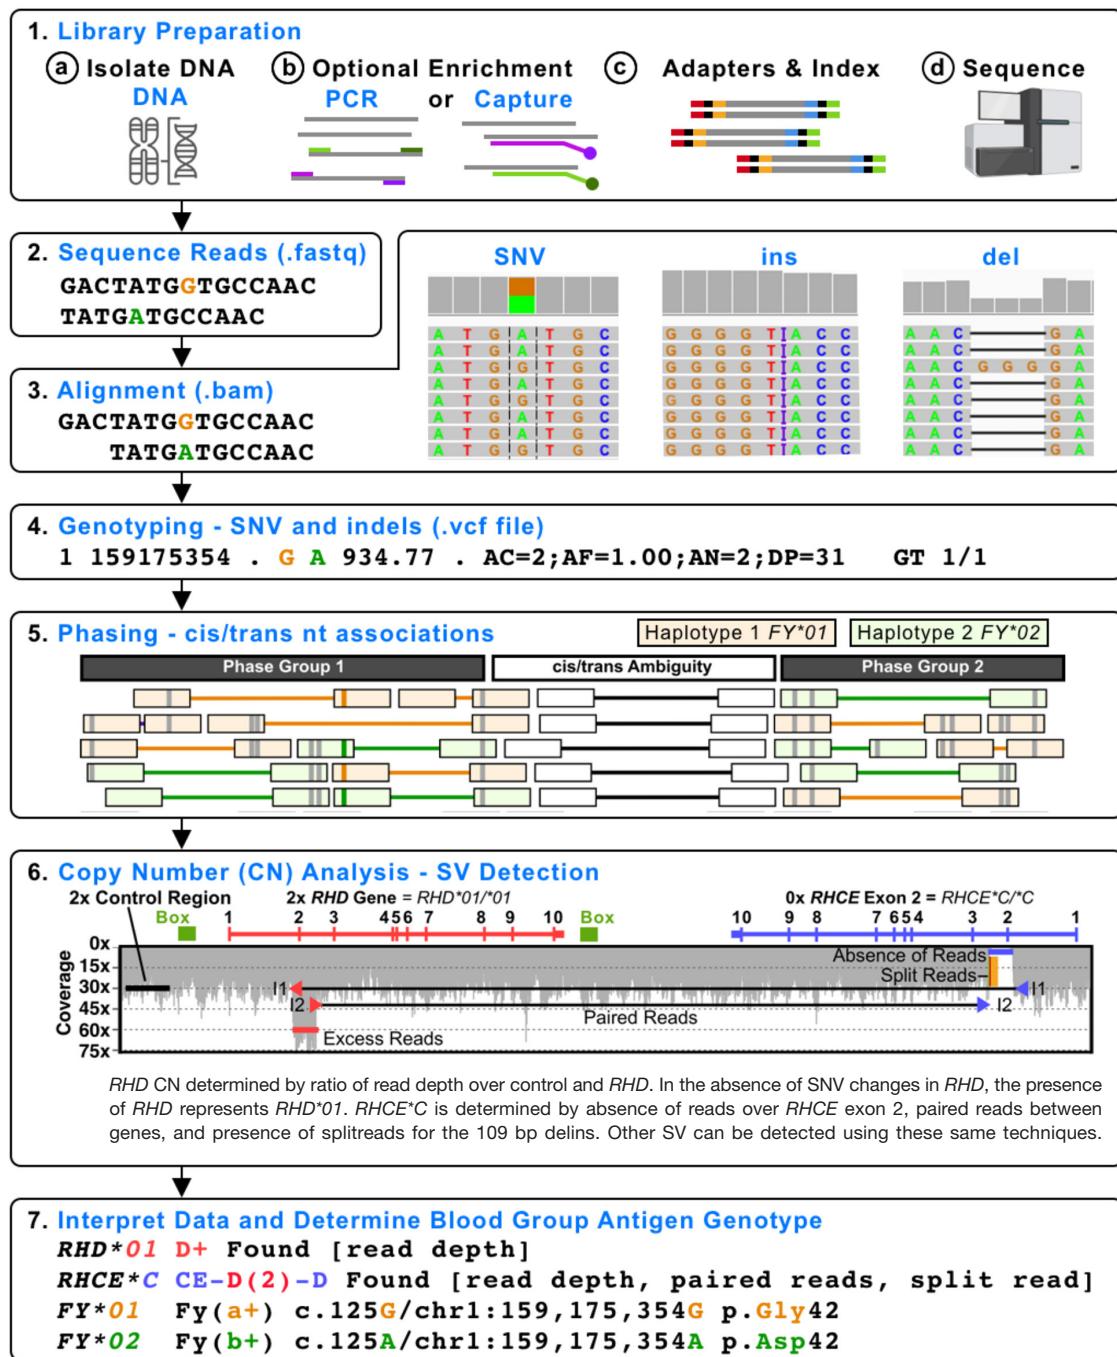 1. Library Preparation
a Isolate DNA
DNA
b Optional Enrichment
PCR or Capture
c Adapters & Index
d Sequence
2. Sequence Reads (.fastq)
GACTATGGTGCCAAC
TATGATGCCAAC
3. Alignment (.bam)
GACTATGGTGCCAAC
TATGATGCCAAC
SNV
A T G A T G C
A T G A T G C
A T G G T G C
A T G A T G C
A T G G T G C
A T G A T G C
A T G A T G C
A T G G T G C
ins
G G G G T I A C C
G G G G T I A C C
G G G G T I A C C
G G G G T I A C C
G G G G T I A C C
G G G G T I A C C
G G G G T I A C C
G G G G T I A C C
del
A A C G A
A A C G A
A A C G G G G A
A A C G A
A A C G A
A A C G A
A A C G A
A A C G A
4. Genotyping - SNV and indels (.vcf file)
1 159175354 . G A 934.77 . AC=2;AF=1.00;AN=2;DP=31 GT 1/1
5. Phasing - cis/trans nt associations
Haplotype 1 FY*01
Haplotype 2 FY*02
Phase Group 1
cis/trans Ambiguity
Phase Group 2
6. Copy Number (CN) Analysis - SV Detection
2x Control Region
2x RHD Gene = RHD*01/*01
0x RHCE Exon 2 = RHCE*C/*C
Box
1 2 3 4 5 6 7 8 9 10
Box
10 9 8 7 6 5 4 3 2 1
Coverage
0x
15x
30x
45x
60x
75x
Absence of Reads
Split Reads
I1
I1
I2
I2
Paired Reads
Excess Reads
RHD CN determined by ratio of read depth over control and RHD. In the absence of SNV changes in RHD, the presence
of RHD represents RHD*01. RHCE*C is determined by absence of reads over RHCE exon 2, paired reads between
genes, and presence of splitreads for the 109 bp delins. Other SV can be detected using these same techniques.
7. Interpret Data and Determine Blood Group Antigen Genotype
RHD*01 D+ Found [read depth]
RHCE*C CE-D(2)-D Found [read depth, paired reads, split read]
FY*01 Fy(a+) c.125G/chr1:159,175,354G p.Gly42
FY*02 Fy(b+) c.125A/chr1:159,175,354A p.Asp42